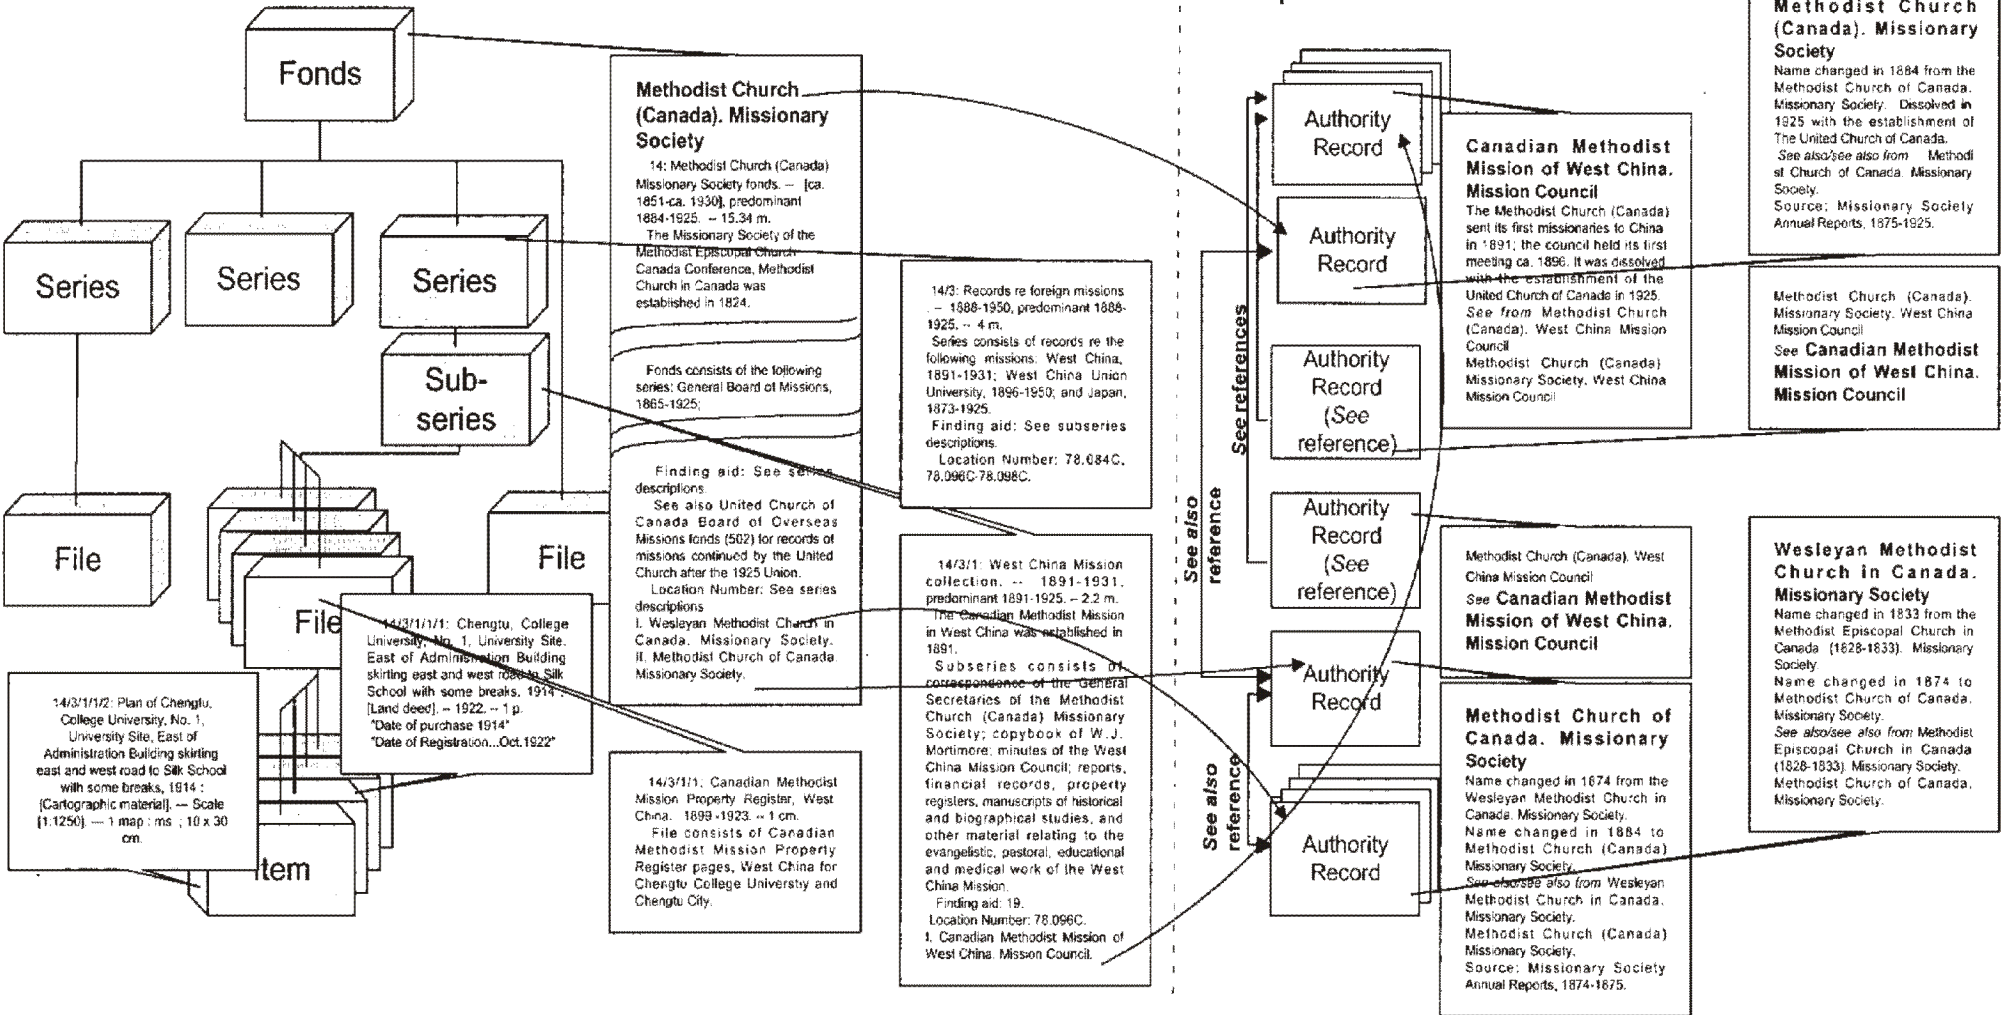 Fonds
Series
Series
Series
Sub-
series
File
File
File
Item
14/3/1/1/2: Plan of Chengtu,
College University, No. 1,
University Site, East of
Administration Building skirting
east and west road to Silk School
with some breaks, 1914 :
[Cartographic material]. — Scale
[1:1250]. — 1 map : ms ; 10 x 30
cm.
14/3/1/1/1: Chengtu, College
University, No. 1, University Site.
East of Administration Building
skirting east and west road to Silk
School with some breaks, 1914 :
[Land deed]. -- 1922. -- 1 p.
"Date of purchase 1914"
"Date of Registration...Oct.1922"
Methodist Church
(Canada). Missionary
Society
14: Methodist Church (Canada)
Missionary Society fonds. — [ca.
1851-ca. 1930], predominant
1884-1925. -- 15.34 m.
The Missionary Society of the
Methodist Episcopal Church
Canada Conference, Methodist
Church in Canada was
established in 1824.
Fonds consists of the following
series: General Board of Missions,
1865-1925;
Finding aid: See series
descriptions.
See also United Church of
Canada Board of Overseas
Missions fonds (502) for records of
missions continued by the United
Church after the 1925 Union.
Location Number: See series
descriptions
I. Wesleyan Methodist Church in
Canada. Missionary Society.
II. Methodist Church of Canada.
Missionary Society.
14/3/1/1: Canadian Methodist
Mission Property Register, West
China. 1899 -1923. -- 1 cm.
File consists of Canadian
Methodist Mission Property
Register pages, West China for
Chengtu College University and
Chengtu City.
14/3: Records re foreign missions
. -- 1888-1950, predominant 1888-
1925. -- 4 m.
Series consists of records re the
following missions: West China,
1891-1931; West China Union
University, 1896-1950; and Japan,
1873-1925.
Finding aid: See subseries
descriptions.
Location Number: 78.084C,
78.096C-78.098C.
14/3/1: West China Mission
collection. -- 1891-1931,
predominant 1891-1925. -- 2.2 m.
The Canadian Methodist Mission
in West China was established in
1891.
Subseries consists of
correspondence of the General
Secretaries of the Methodist
Church (Canada) Missionary
Society; copybook of W.J.
Mortimore; minutes of the West
China Mission Council; reports,
financial records, property
registers, manuscripts of historical
and biographical studies, and
other material relating to the
evangelistic, pastoral, educational
and medical work of the West
China Mission.
Finding aid: 19.
Location Number: 78.096C.
I. Canadian Methodist Mission of
West China. Mission Council.
See references
See also
reference
See also
reference
Authority
Record
Authority
Record
Authority
Record
(See
reference)
Authority
Record
(See
reference)
Authority
Record
Authority
Record
Canadian Methodist
Mission of West China.
Mission Council
The Methodist Church (Canada)
sent its first missionaries to China
in 1891; the council held its first
meeting ca. 1896. It was dissolved
with the establishment of the
United Church of Canada in 1925.
See from Methodist Church
(Canada). West China Mission
Council
Methodist Church (Canada)
Missionary Society. West China
Mission Council
Methodist Church (Canada). West
China Mission Council
See Canadian Methodist
Mission of West China.
Mission Council
Methodist Church of
Canada. Missionary
Society
Name changed in 1874 from the
Wesleyan Methodist Church in
Canada. Missionary Society.
Name changed in 1884 to
Methodist Church (Canada)
Missionary Society.
See also/see also from Wesleyan
Methodist Church in Canada.
Missionary Society.
Methodist Church (Canada)
Missionary Society.
Source: Missionary Society
Annual Reports, 1874-1875.
Methodist Church
(Canada). Missionary
Society
Name changed in 1884 from the
Methodist Church of Canada.
Missionary Society. Dissolved in
1925 with the establishment of
The United Church of Canada.
See also/see also from Methodi
st Church of Canada. Missionary
Society.
Source: Missionary Society
Annual Reports, 1875-1925.
Methodist Church (Canada).
Missionary Society. West China
Mission Council
See Canadian Methodist
Mission of West China.
Mission Council
Wesleyan Methodist
Church in Canada.
Missionary Society
Name changed in 1833 from the
Methodist Episcopal Church in
Canada (1828-1833). Missionary
Society
Name changed in 1874 to
Methodist Church of Canada.
Missionary Society.
See also/see also from Methodist
Episcopal Church in Canada
(1828-1833). Missionary Society.
Methodist Church of Canada.
Missionary Society.